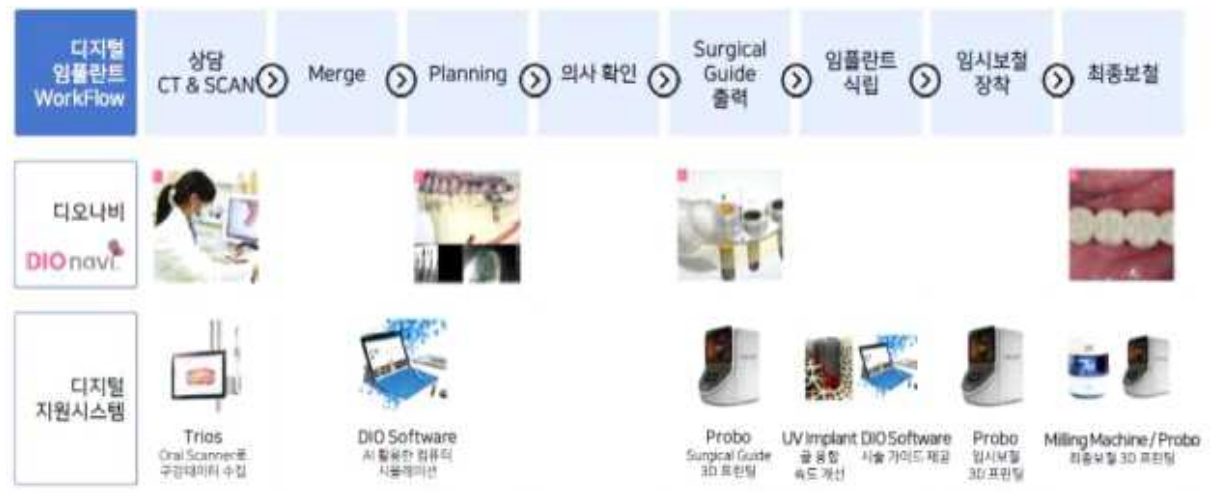 디지털
임플란트
WorkFlow
상담
CT & SCAN
Merge
Planning
의사 확인
Surgical
Guide
출력
임플란트
식립
임시보철
장착
최종보철
디오나비
DIO navi.
디지털
지원시스템
Trios
Oral Scanner로
구강데이터 수집
DIO Software
AI 활용한 컴퓨터
시뮬레이션
Probo
Surgical Guide
3D 프린팅
UV Implant
골 융합
속도 개선
DIO Software
시술 가이드 제공
Probo
임시보철
3D 프린팅
Milling Machine / Probo
최종보철 3D 프린팅